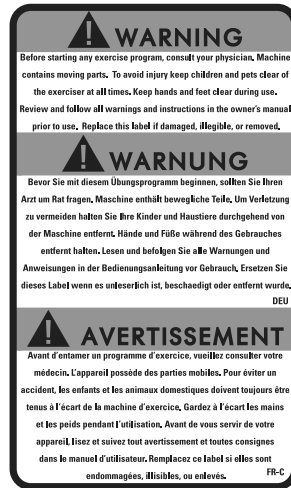 WARNING
Before starting any exercise program, consult your physician. Machine
contains moving parts. To avoid injury keep children and pets clear of
the exerciser at all times. Keep hands and feet clear during use.
Review and follow all warnings and instructions in the owner's manual
prior to use. Replace this label if damaged, illegible, or removed.
WARNUNG
Bevor Sie mit diesem Übungsprogramm beginnen, sollten Sie Ihren
Arzt um Rat fragen. Maschine enthält bewegliche Teile. Um Verletzung
zu vermeiden halten Sie Ihre Kinder und Haustiere durchgehend von
der Maschine entfernt. Hände und Füße während des Gebrauches
entfernt halten. Lesen und befolgen Sie alle Warnungen und
Anweisungen in der Bedienungsanleitung vor Gebrauch. Ersetzen Sie
dieses Label wenn es unleserlich ist, beschaedigt oder entfernt wurde.
DEU
AVERTISSEMENT
Avant d'entamer un programme d'exercice, vueillez consulter votre
médecin. L'appareil possède des parties mobiles. Pour éviter un
accident, les enfants et les animaux domestiques doivent toujours être
tenus à l'écart de la machine d'exercice. Gardez à l'écart les mains
et les peids pendant l'utilisation. Avant de vous servir de votre
appareil, lisez et suivez tout avertissement et toutes consignes
dans le manuel d'utilisateur. Remplacez ce label si elles sont
endommagées, illisibles, ou enlevés.
FR-C